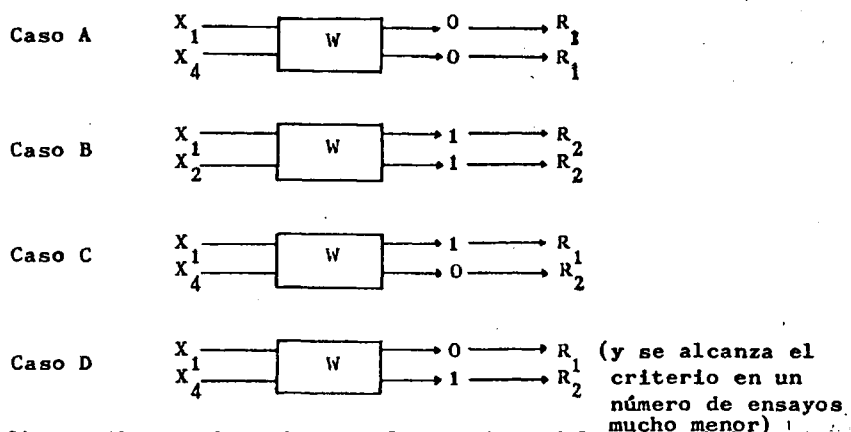 X₁ 0 R₁
Caso A W
X₄ 0 R₁
X₁ 1 R₂
Caso B W
X₂ 1 R₂
X₁ 1 R₁
Caso C W
X₄ 0 R₂
X₁ 0 R₁ (y se alcanza el
Caso D W
X₄ 1 R₂ criterio en un
número de ensayos
mucho menor)